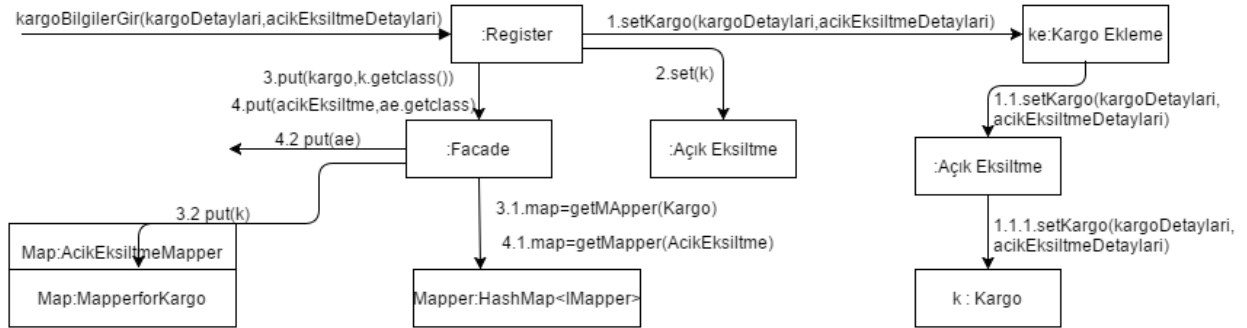 kargoBilgilerGir(kargoDetaylari,acikEksiltmeDetaylari)
:Register
1.setKargo(kargoDetaylari,acikEksiltmeDetaylari)
ke:Kargo Ekleme
3.put(kargo,k.getclass())
2.set(k)
4.put(acikEksiltme,ae.getclass)
1.1.setKargo(kargoDetaylari,
acikEksiltmeDetaylari)
4.2 put(ae)
:Facade
:Açık Eksiltme
:Açık Eksiltme
3.2 put(k)
3.1.map=getMApper(Kargo)
4.1.map=getMapper(AcikEksiltme)
1.1.1.setKargo(kargoDetaylari,
acikEksiltmeDetaylari)
Map:AcikEksiltmeMapper
Map:MapperforKargo
Mapper:HashMap<IMapper>
k : Kargo